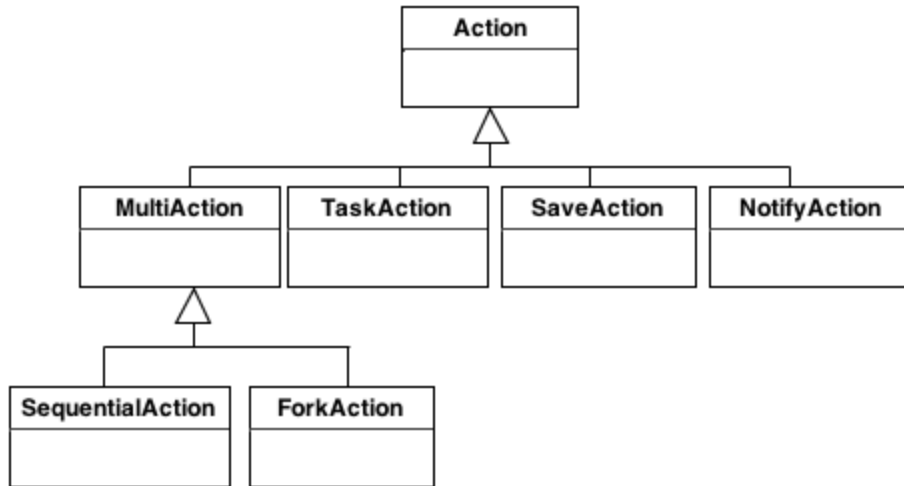 Action
MultiAction
TaskAction
SaveAction
NotifyAction
SequentialAction
ForkAction